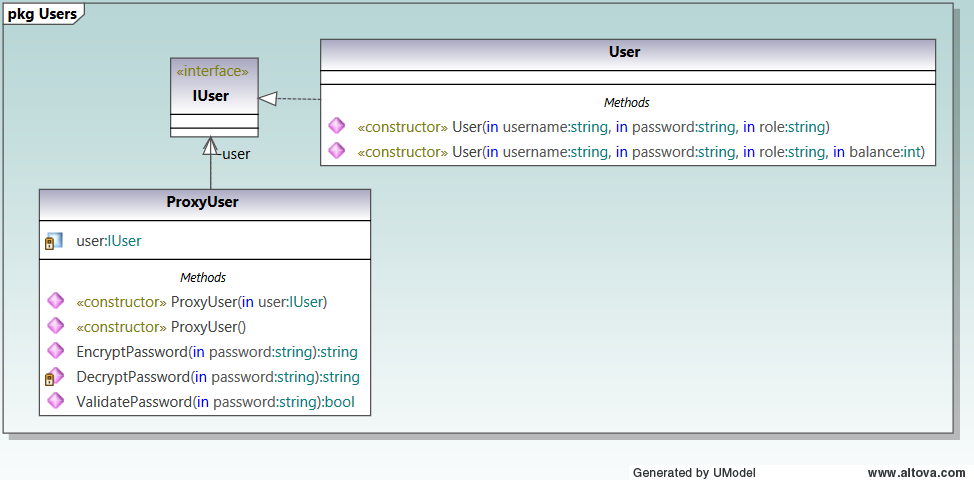 pkg Users
User
«interface»
IUser
Methods
«constructor» User(in username:string, in password:string, in role:string)
«constructor» User(in username:string, in password:string, in role:string, in balance:int)
-user
ProxyUser
user:IUser
Methods
«constructor» ProxyUser(in user:IUser)
«constructor» ProxyUser()
EncryptPassword(in password:string):string
DecryptPassword(in password:string):string
ValidatePassword(in password:string):bool
Generated by UModel www.altova.com